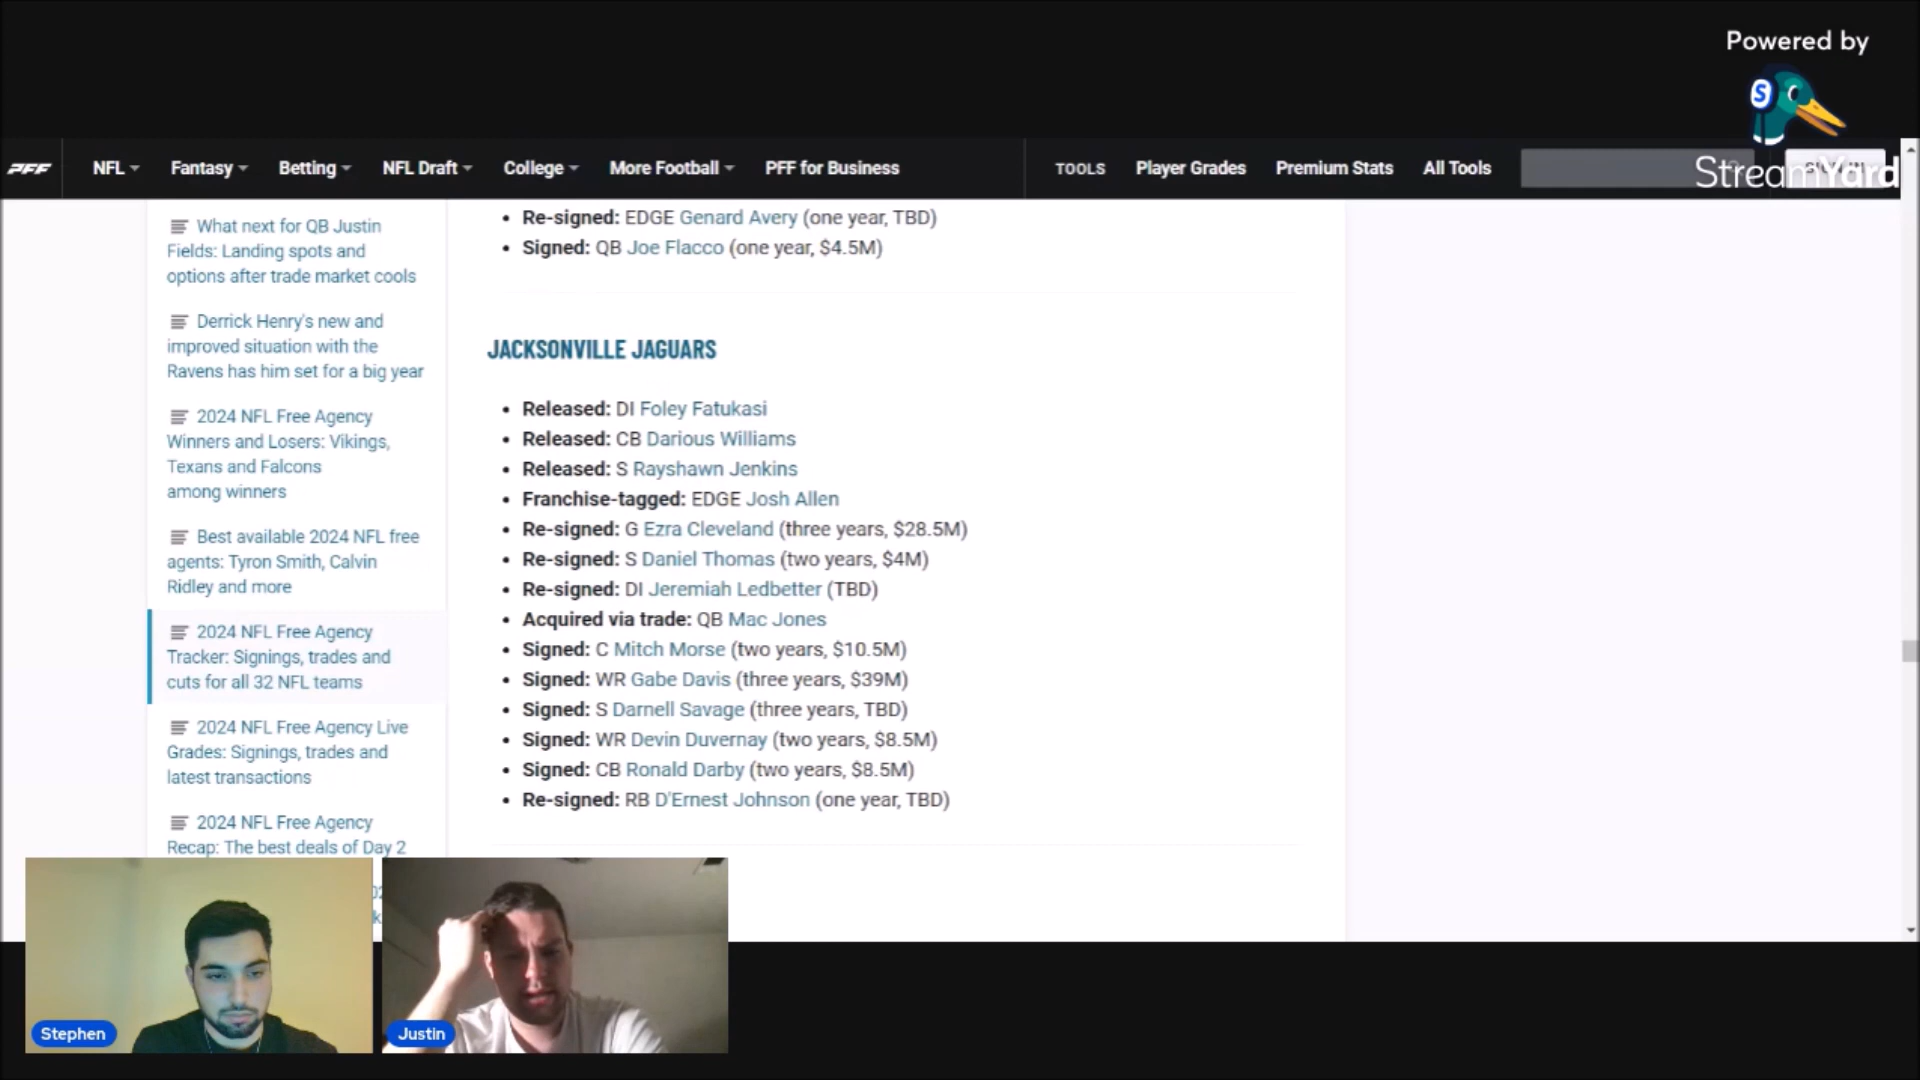 Powered by
StreamYard
PFF
NFL
Fantasy
Betting
NFL Draft
College
More Football
PFF for Business
TOOLS
Player Grades
Premium Stats
All Tools
What next for QB Justin
Fields: Landing spots and
options after trade market cools
Derrick Henry's new and
improved situation with the
Ravens has him set for a big year
2024 NFL Free Agency
Winners and Losers: Vikings,
Texans and Falcons
among winners
Best available 2024 NFL free
agents: Tyron Smith, Calvin
Ridley and more
2024 NFL Free Agency
Tracker: Signings, trades and
cuts for all 32 NFL teams
2024 NFL Free Agency Live
Grades: Signings, trades and
latest transactions
2024 NFL Free Agency
Recap: The best deals of Day 2
• Re-signed: EDGE Genard Avery (one year, TBD)
• Signed: QB Joe Flacco (one year, $4.5M)
JACKSONVILLE JAGUARS
• Released: DI Foley Fatukasi
• Released: CB Darious Williams
• Released: S Rayshawn Jenkins
• Franchise-tagged: EDGE Josh Allen
• Re-signed: G Ezra Cleveland (three years, $28.5M)
• Re-signed: S Daniel Thomas (two years, $4M)
• Re-signed: DI Jeremiah Ledbetter (TBD)
• Acquired via trade: QB Mac Jones
• Signed: C Mitch Morse (two years, $10.5M)
• Signed: WR Gabe Davis (three years, $39M)
• Signed: S Darnell Savage (three years, TBD)
• Signed: WR Devin Duvernay (two years, $8.5M)
• Signed: CB Ronald Darby (two years, $8.5M)
• Re-signed: RB D'Ernest Johnson (one year, TBD)
Stephen
Justin